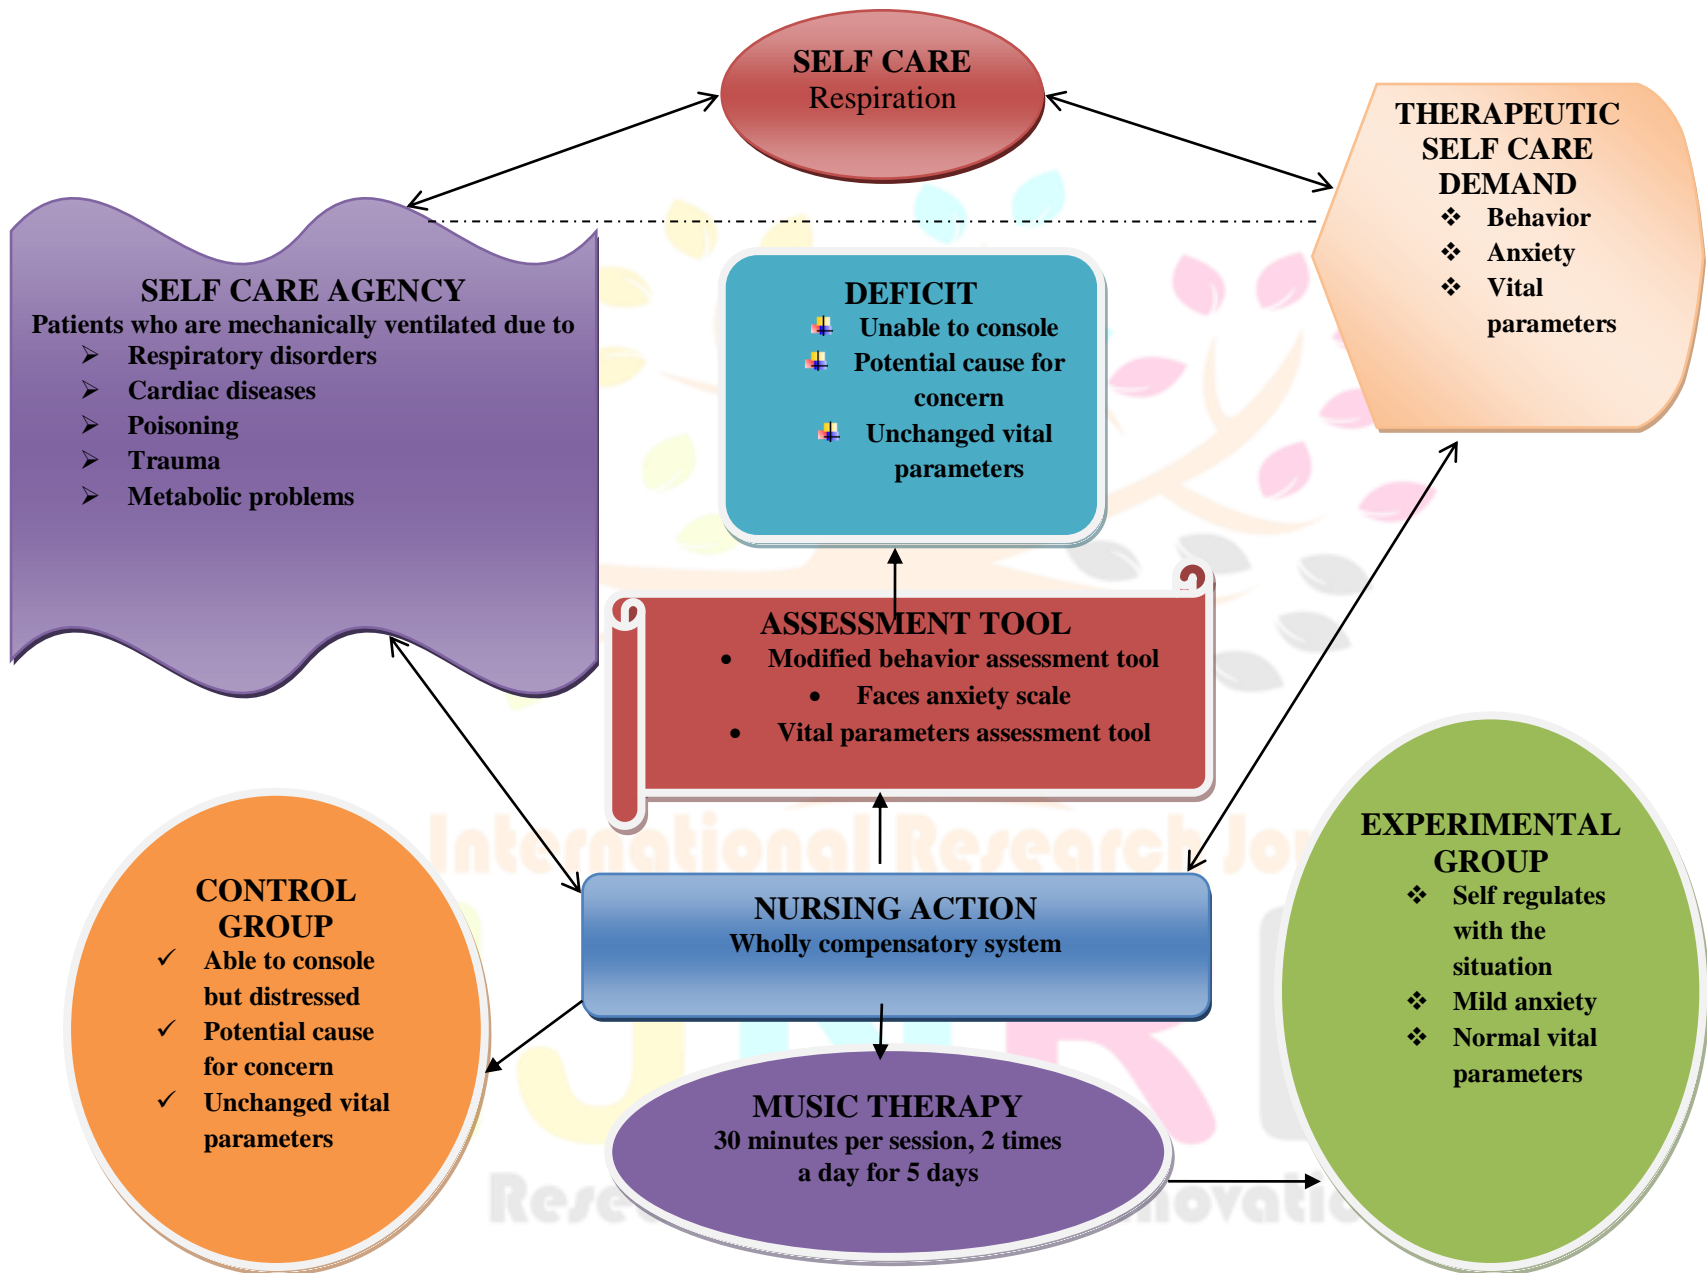 SELF CARE
Respiration
THERAPEUTIC
SELF CARE
DEMAND
❖ Behavior
❖ Anxiety
❖ Vital
parameters
SELF CARE AGENCY
Patients who are mechanically ventilated due to
➢ Respiratory disorders
➢ Cardiac diseases
➢ Poisoning
➢ Trauma
➢ Metabolic problems
DEFICIT
Unable to console
Potential cause for
concern
Unchanged vital
parameters
ASSESSMENT TOOL
• Modified behavior assessment tool
• Faces anxiety scale
• Vital parameters assessment tool
International Research Jou
NURSING ACTION
Wholly compensatory system
CONTROL
GROUP
✓ Able to console
but distressed
✓ Potential cause
for concern
✓ Unchanged vital
parameters
EXPERIMENTAL
GROUP
❖ Self regulates
with the
situation
❖ Mild anxiety
❖ Normal vital
parameters
MUSIC THERAPY
30 minutes per session, 2 times
a day for 5 days